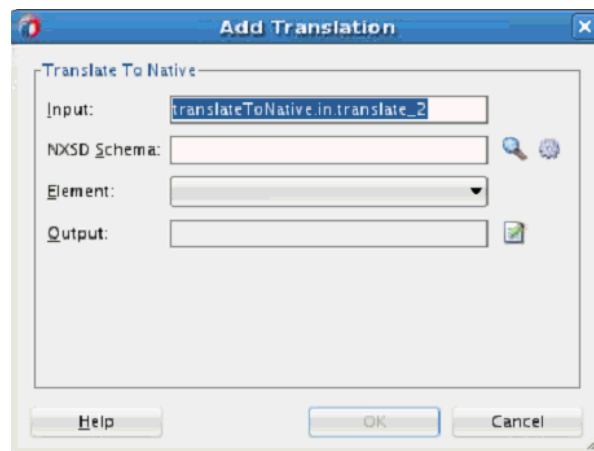 Add Translation
Translate To Native
Input: translateToNative.in.translate_2
NXSD Schema:
Element:
Output:
Help OK Cancel